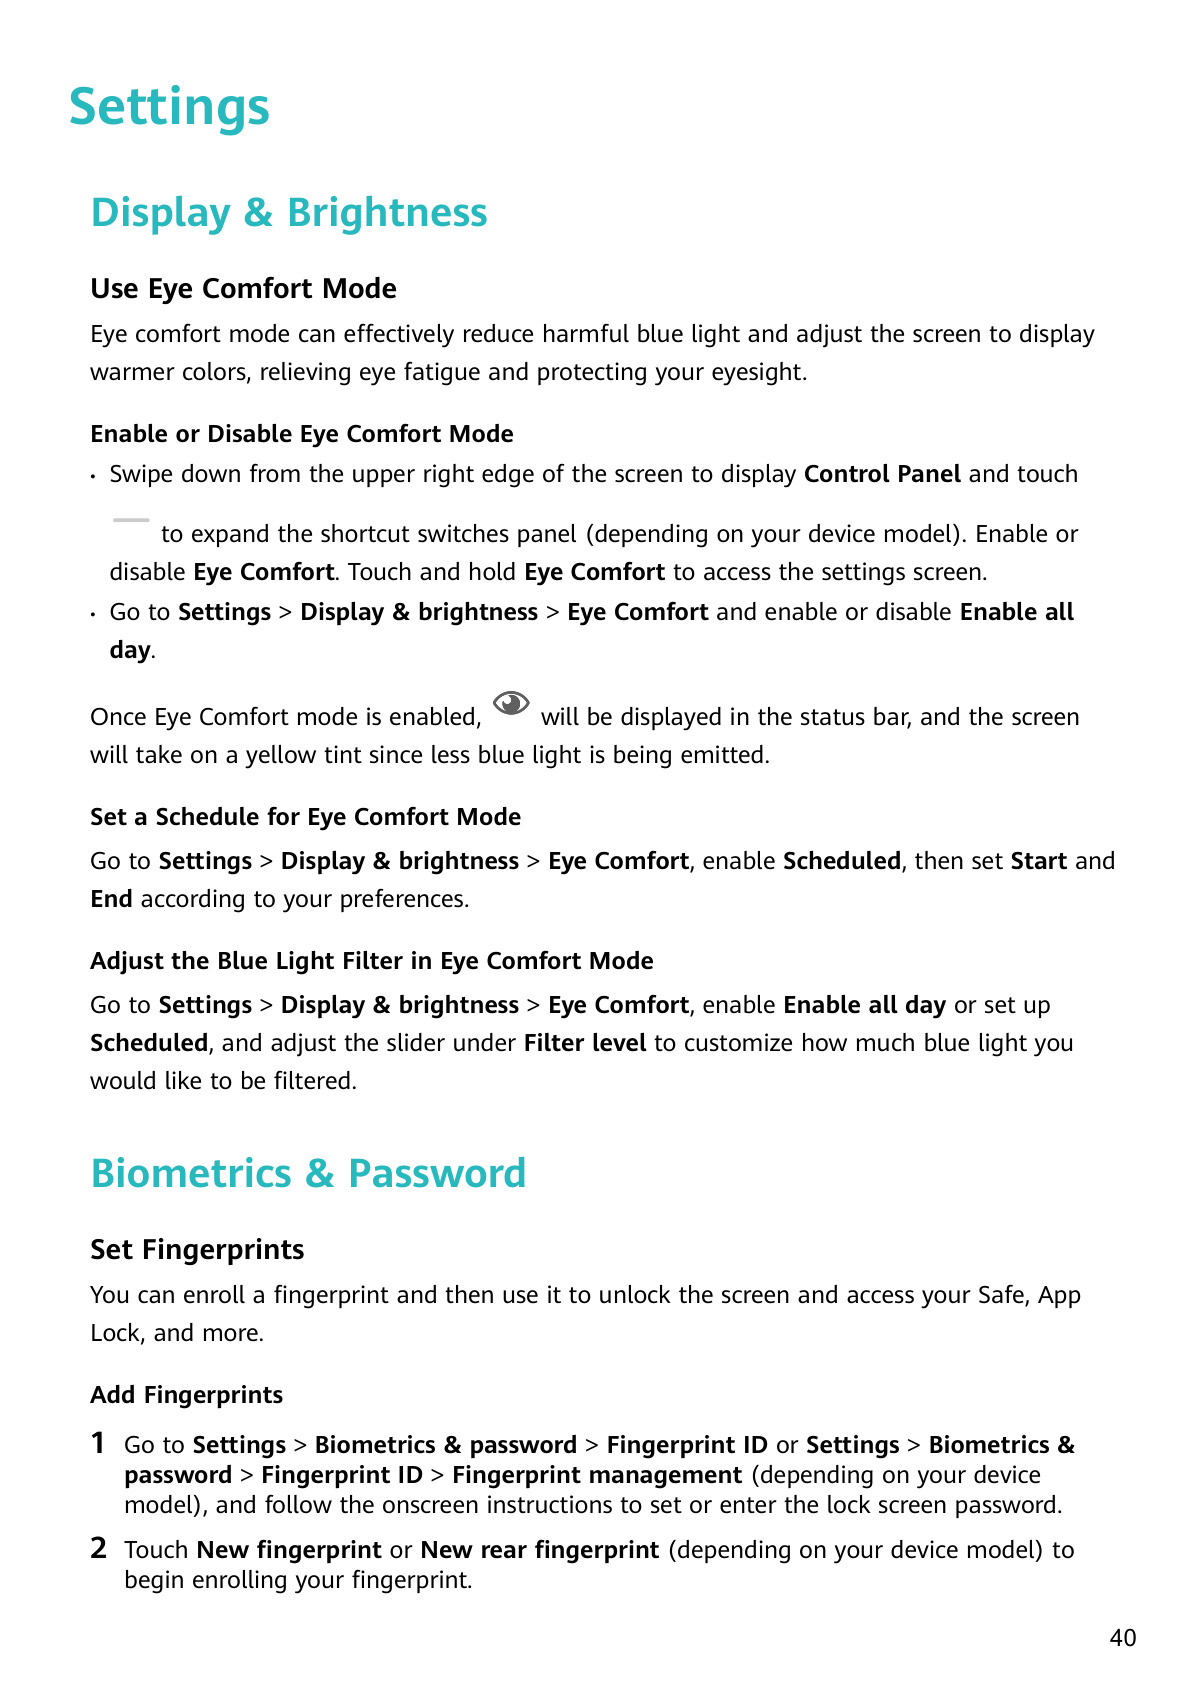 Settings
Display & Brightness
Use Eye Comfort Mode
Eye comfort mode can effectively reduce harmful blue light and adjust the screen to display
warmer colors, relieving eye fatigue and protecting your eyesight.
Enable or Disable Eye Comfort Mode
• Swipe down from the upper right edge of the screen to display Control Panel and touch
to expand the shortcut switches panel (depending on your device model). Enable or
disable Eye Comfort. Touch and hold Eye Comfort to access the settings screen.
• Go to Settings > Display & brightness > Eye Comfort and enable or disable Enable all
day.
Once Eye Comfort mode is enabled, will be displayed in the status bar, and the screen
will take on a yellow tint since less blue light is being emitted.
Set a Schedule for Eye Comfort Mode
Go to Settings > Display & brightness > Eye Comfort, enable Scheduled, then set Start and
End according to your preferences.
Adjust the Blue Light Filter in Eye Comfort Mode
Go to Settings > Display & brightness > Eye Comfort, enable Enable all day or set up
Scheduled, and adjust the slider under Filter level to customize how much blue light you
would like to be filtered.
Biometrics & Password
Set Fingerprints
You can enroll a fingerprint and then use it to unlock the screen and access your Safe, App
Lock, and more.
Add Fingerprints
1 Go to Settings > Biometrics & password > Fingerprint ID or Settings > Biometrics &
password > Fingerprint ID > Fingerprint management (depending on your device
model), and follow the onscreen instructions to set or enter the lock screen password.
2 Touch New fingerprint or New rear fingerprint (depending on your device model) to
begin enrolling your fingerprint.
40